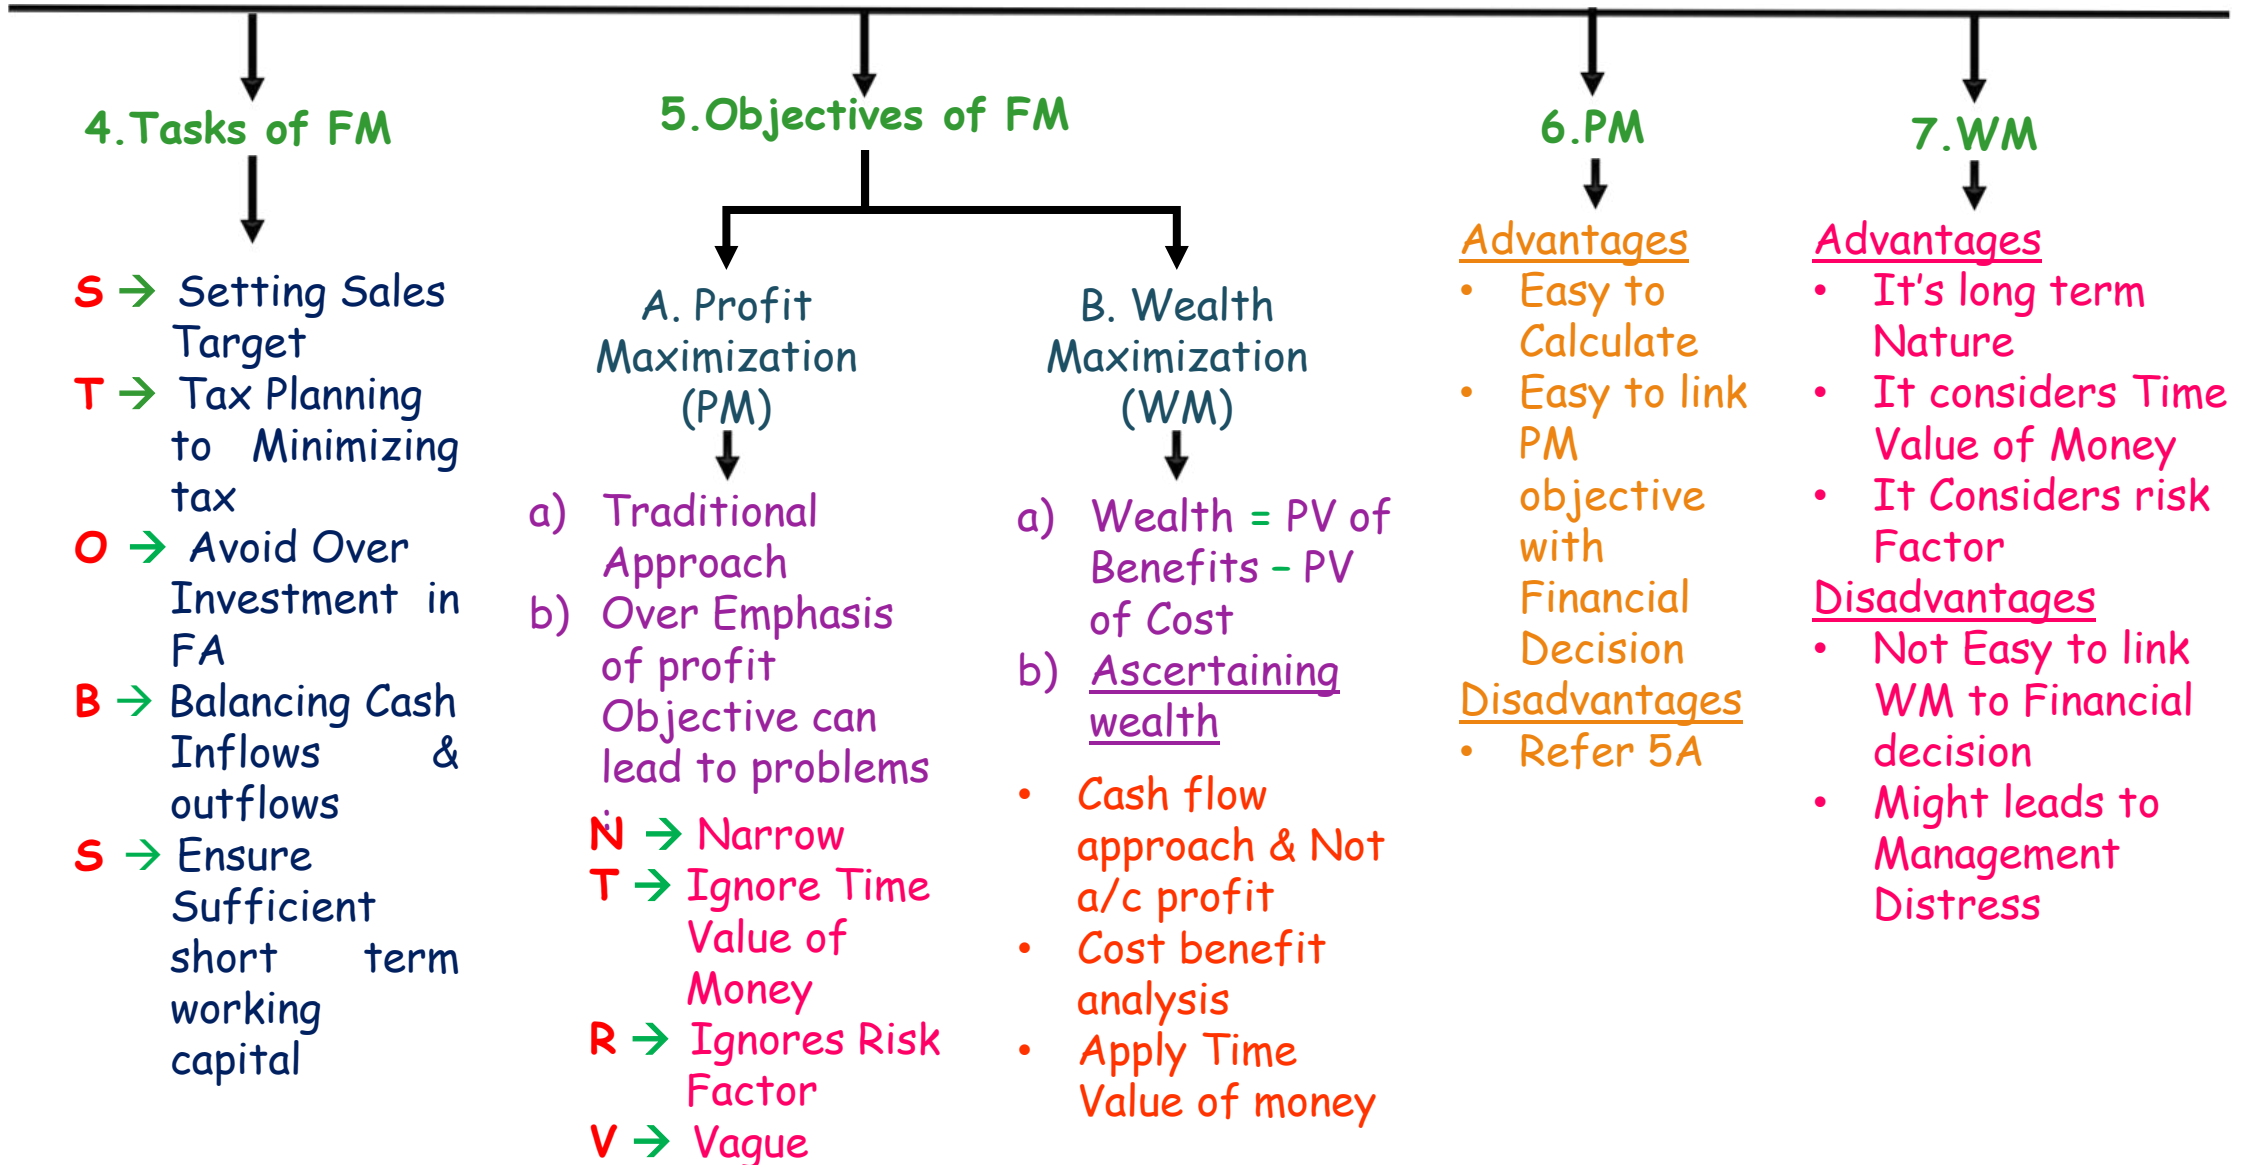 4.Tasks of FM
S → Setting Sales
Target
T → Tax Planning
to Minimizing
tax
O → Avoid Over
Investment in
FA
B → Balancing Cash
Inflows &
outflows
S → Ensure
Sufficient
short term
working
capital
5.Objectives of FM
A. Profit
Maximization
(PM)
a) Traditional
Approach
b) Over Emphasis
of profit
Objective can
lead to problems
:
N → Narrow
T → Ignore Time
Value of
Money
R → Ignores Risk
Factor
V → Vague
B. Wealth
Maximization
(WM)
a) Wealth = PV of
Benefits – PV
of Cost
b) Ascertaining
wealth
• Cash flow
approach & Not
a/c profit
• Cost benefit
analysis
• Apply Time
Value of money
6.PM
Advantages
• Easy to
Calculate
• Easy to link
PM
objective
with
Financial
Decision
Disadvantages
• Refer 5A
7.WM
Advantages
• It’s long term
Nature
• It considers Time
Value of Money
• It Considers risk
Factor
Disadvantages
• Not Easy to link
WM to Financial
decision
• Might leads to
Management
Distress